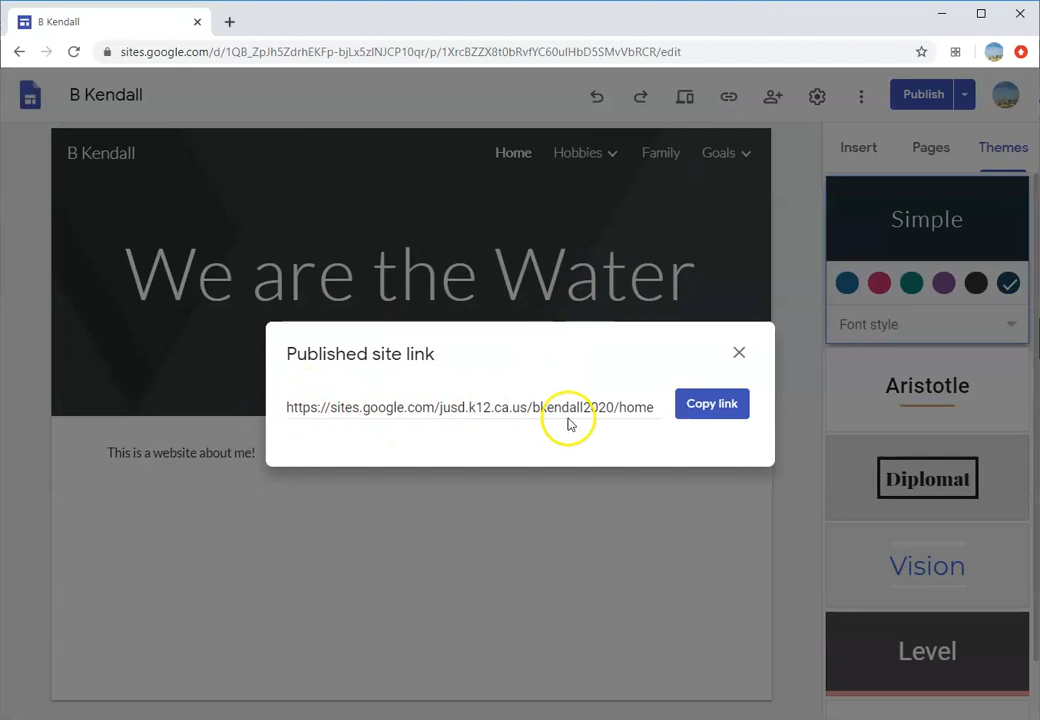 B Kendall
sites.google.com/d/1QB_ZpJh5ZdrhEKFp-bjLx5zINJCP10qr/p/1XrcBZZX8t0bRvfYC60uIHbD5SMvVbRCR/edit
B Kendall
Publish
B Kendall
Home
Hobbies
Family
Goals
We are the Water
This is a website about me!
Published site link
https://sites.google.com/jusd.k12.ca.us/bkendall2020/home
Copy link
Insert
Pages
Themes
Simple
Font style
Aristotle
Diplomat
Vision
Level